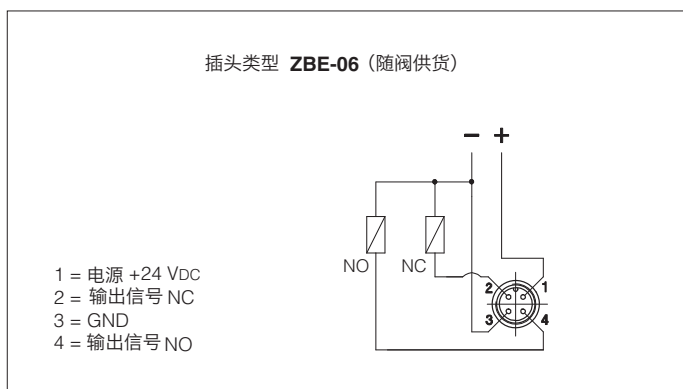 插头类型 ZBE-06（随阀供货）
− +
NO NC
2 1
3 4
1 = 电源 +24 VDC
2 = 输出信号 NC
3 = GND
4 = 输出信号 NO